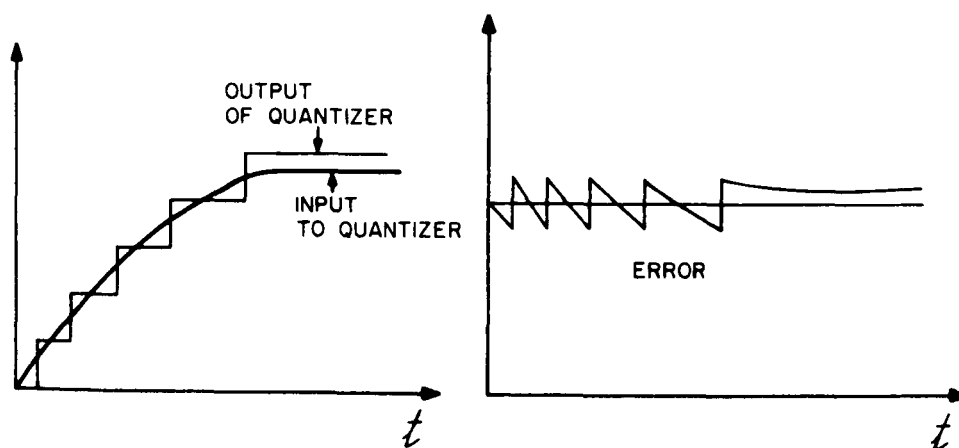 OUTPUT
OF QUANTIZER
INPUT
TO QUANTIZER
t
ERROR
t